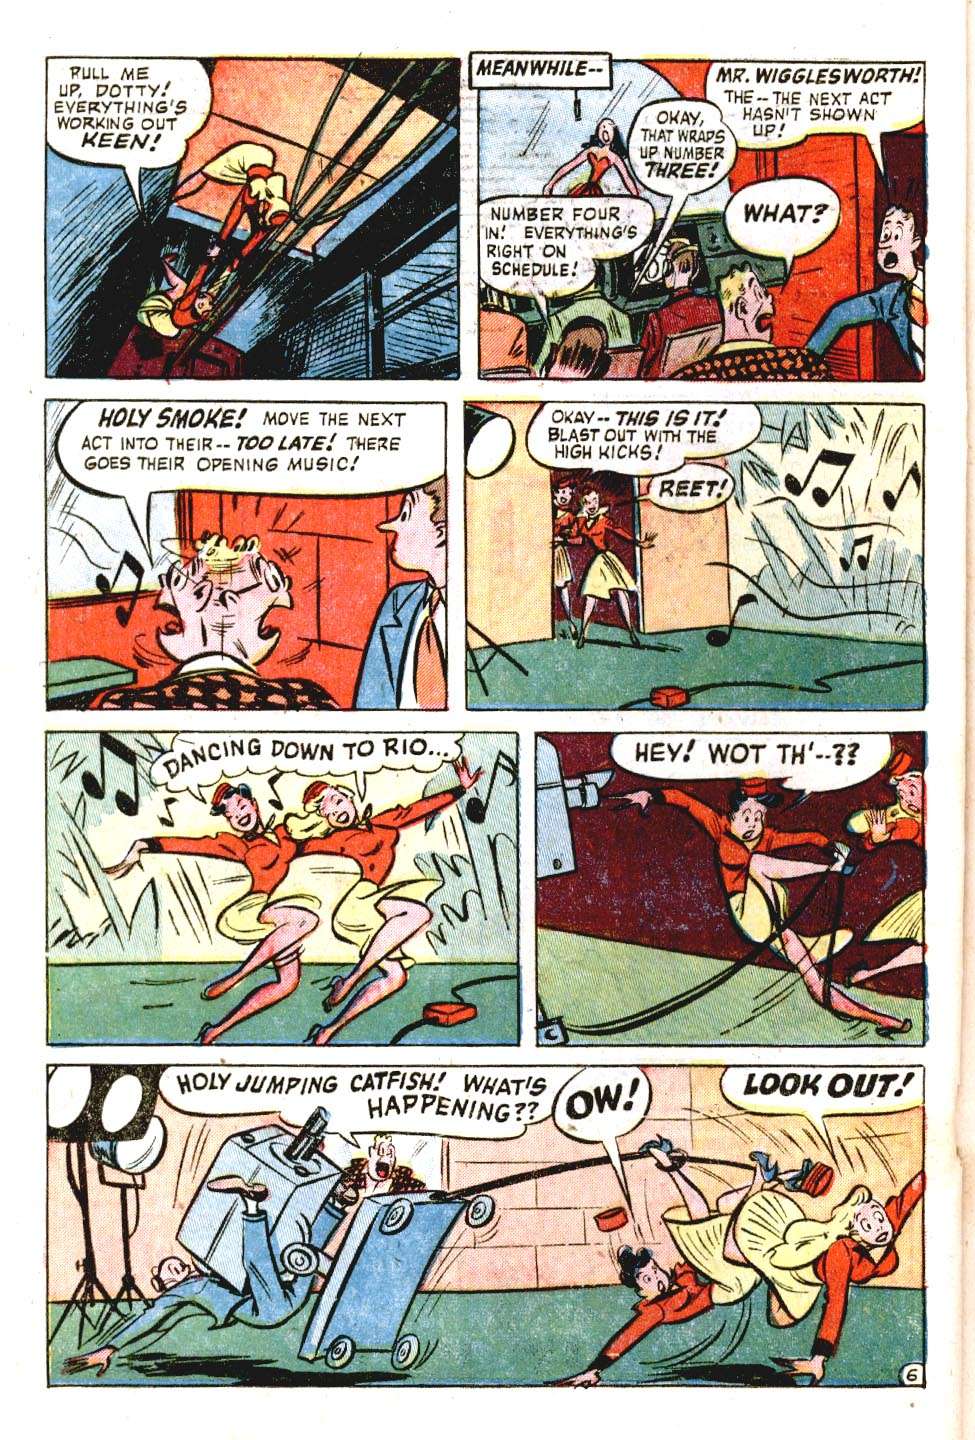 PULL ME
UP, DOTTY!
EVERYTHING'S
WORKING OUT
KEEN!
MEANWHILE--
OKAY,
THAT WRAPS
UP NUMBER
THREE!
MR. WIGGLESWORTH!
THE-- THE NEXT ACT
HASN'T SHOWN
UP!
NUMBER FOUR
IN! EVERYTHING'S
RIGHT ON
SCHEDULE!
WHAT?
HOLY SMOKE! MOVE THE NEXT
ACT INTO THEIR-- TOO LATE! THERE
GOES THEIR OPENING MUSIC!
OKAY-- THIS IS IT!
BLAST OUT WITH THE
HIGH KICKS!
REET!
DANCING DOWN TO RIO...
HEY! WOT TH'--??
C
HOLY JUMPING CATFISH! WHAT'S
HAPPENING??
OW!
LOOK OUT!
6